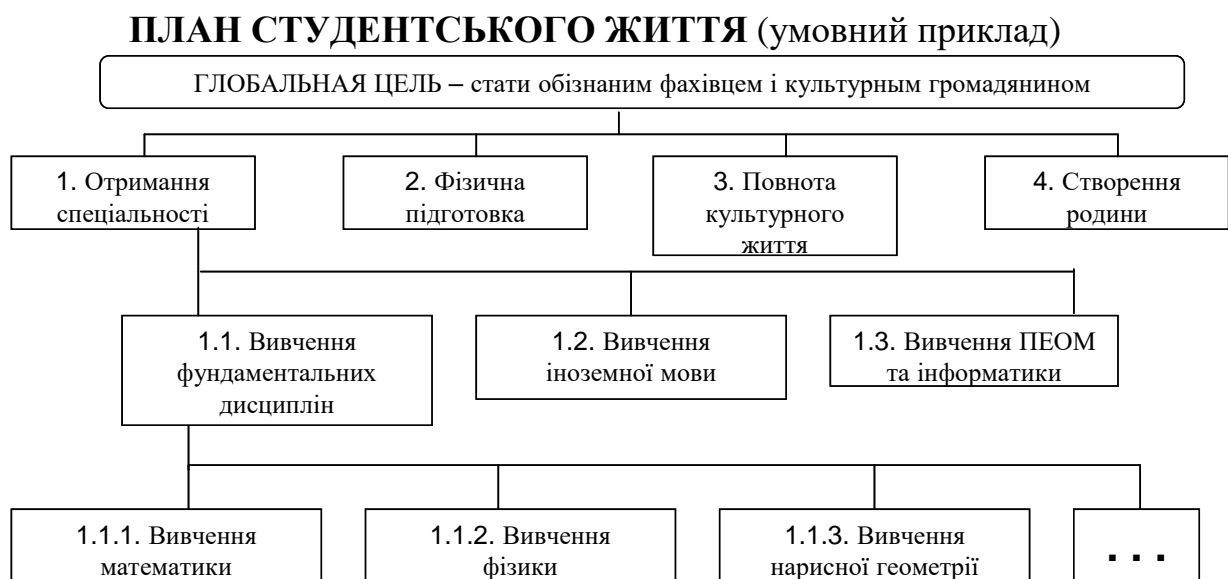 ПЛАН СТУДЕНТСЬКОГО ЖИТТЯ (умовний приклад)
ГЛОБАЛЬНАЯ ЦЕЛЬ – стати обізнаним фахівцем і культурным громадянином
1. Отримання
спеціальності
2. Фізична
підготовка
3. Повнота
культурного
життя
4. Створення
родини
1.1. Вивчення
фундаментальних
дисциплін
1.2. Вивчення
іноземної мови
1.3. Вивчення ПЕОМ
та інформатики
1.1.1. Вивчення
математики
1.1.2. Вивчення
фізики
1.1.3. Вивчення
нарисної геометрії
. . .